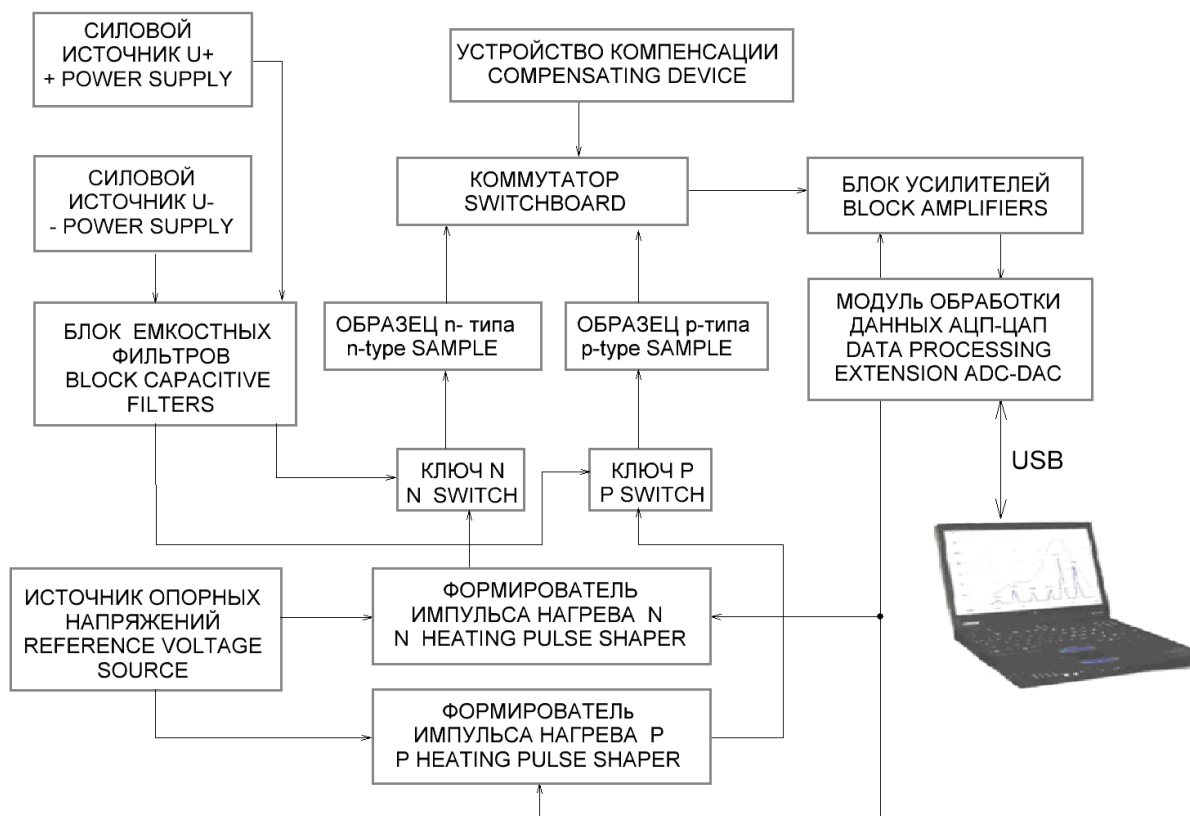 СИЛОВОЙ
ИСТОЧНИК U+
+ POWER SUPPLY
УСТРОЙСТВО КОМПЕНСАЦИИ
COMPENSATING DEVICE
СИЛОВОЙ
ИСТОЧНИК U-
- POWER SUPPLY
КОММУТАТОР
SWITCHBOARD
БЛОК УСИЛИТЕЛЕЙ
BLOCK AMPLIFIERS
БЛОК ЕМКОСТНЫХ
ФИЛЬТРОВ
BLOCK CAPACITIVE
FILTERS
ОБРАЗЕЦ n- типа
n-type SAMPLE
ОБРАЗЕЦ p-типа
p-type SAMPLE
МОДУЛЬ ОБРАБОТКИ
ДАННЫХ АЦП-ЦАП
DATA PROCESSING
EXTENSION ADC-DAC
КЛЮЧ N
N SWITCH
КЛЮЧ P
P SWITCH
USB
ИСТОЧНИК ОПОРНЫХ
НАПРЯЖЕНИЙ
REFERENCE VOLTAGE
SOURCE
ФОРМИРОВАТЕЛЬ
ИМПУЛЬСА НАГРЕВА N
N HEATING PULSE SHAPER
ФОРМИРОВАТЕЛЬ
ИМПУЛЬСА НАГРЕВА P
P HEATING PULSE SHAPER